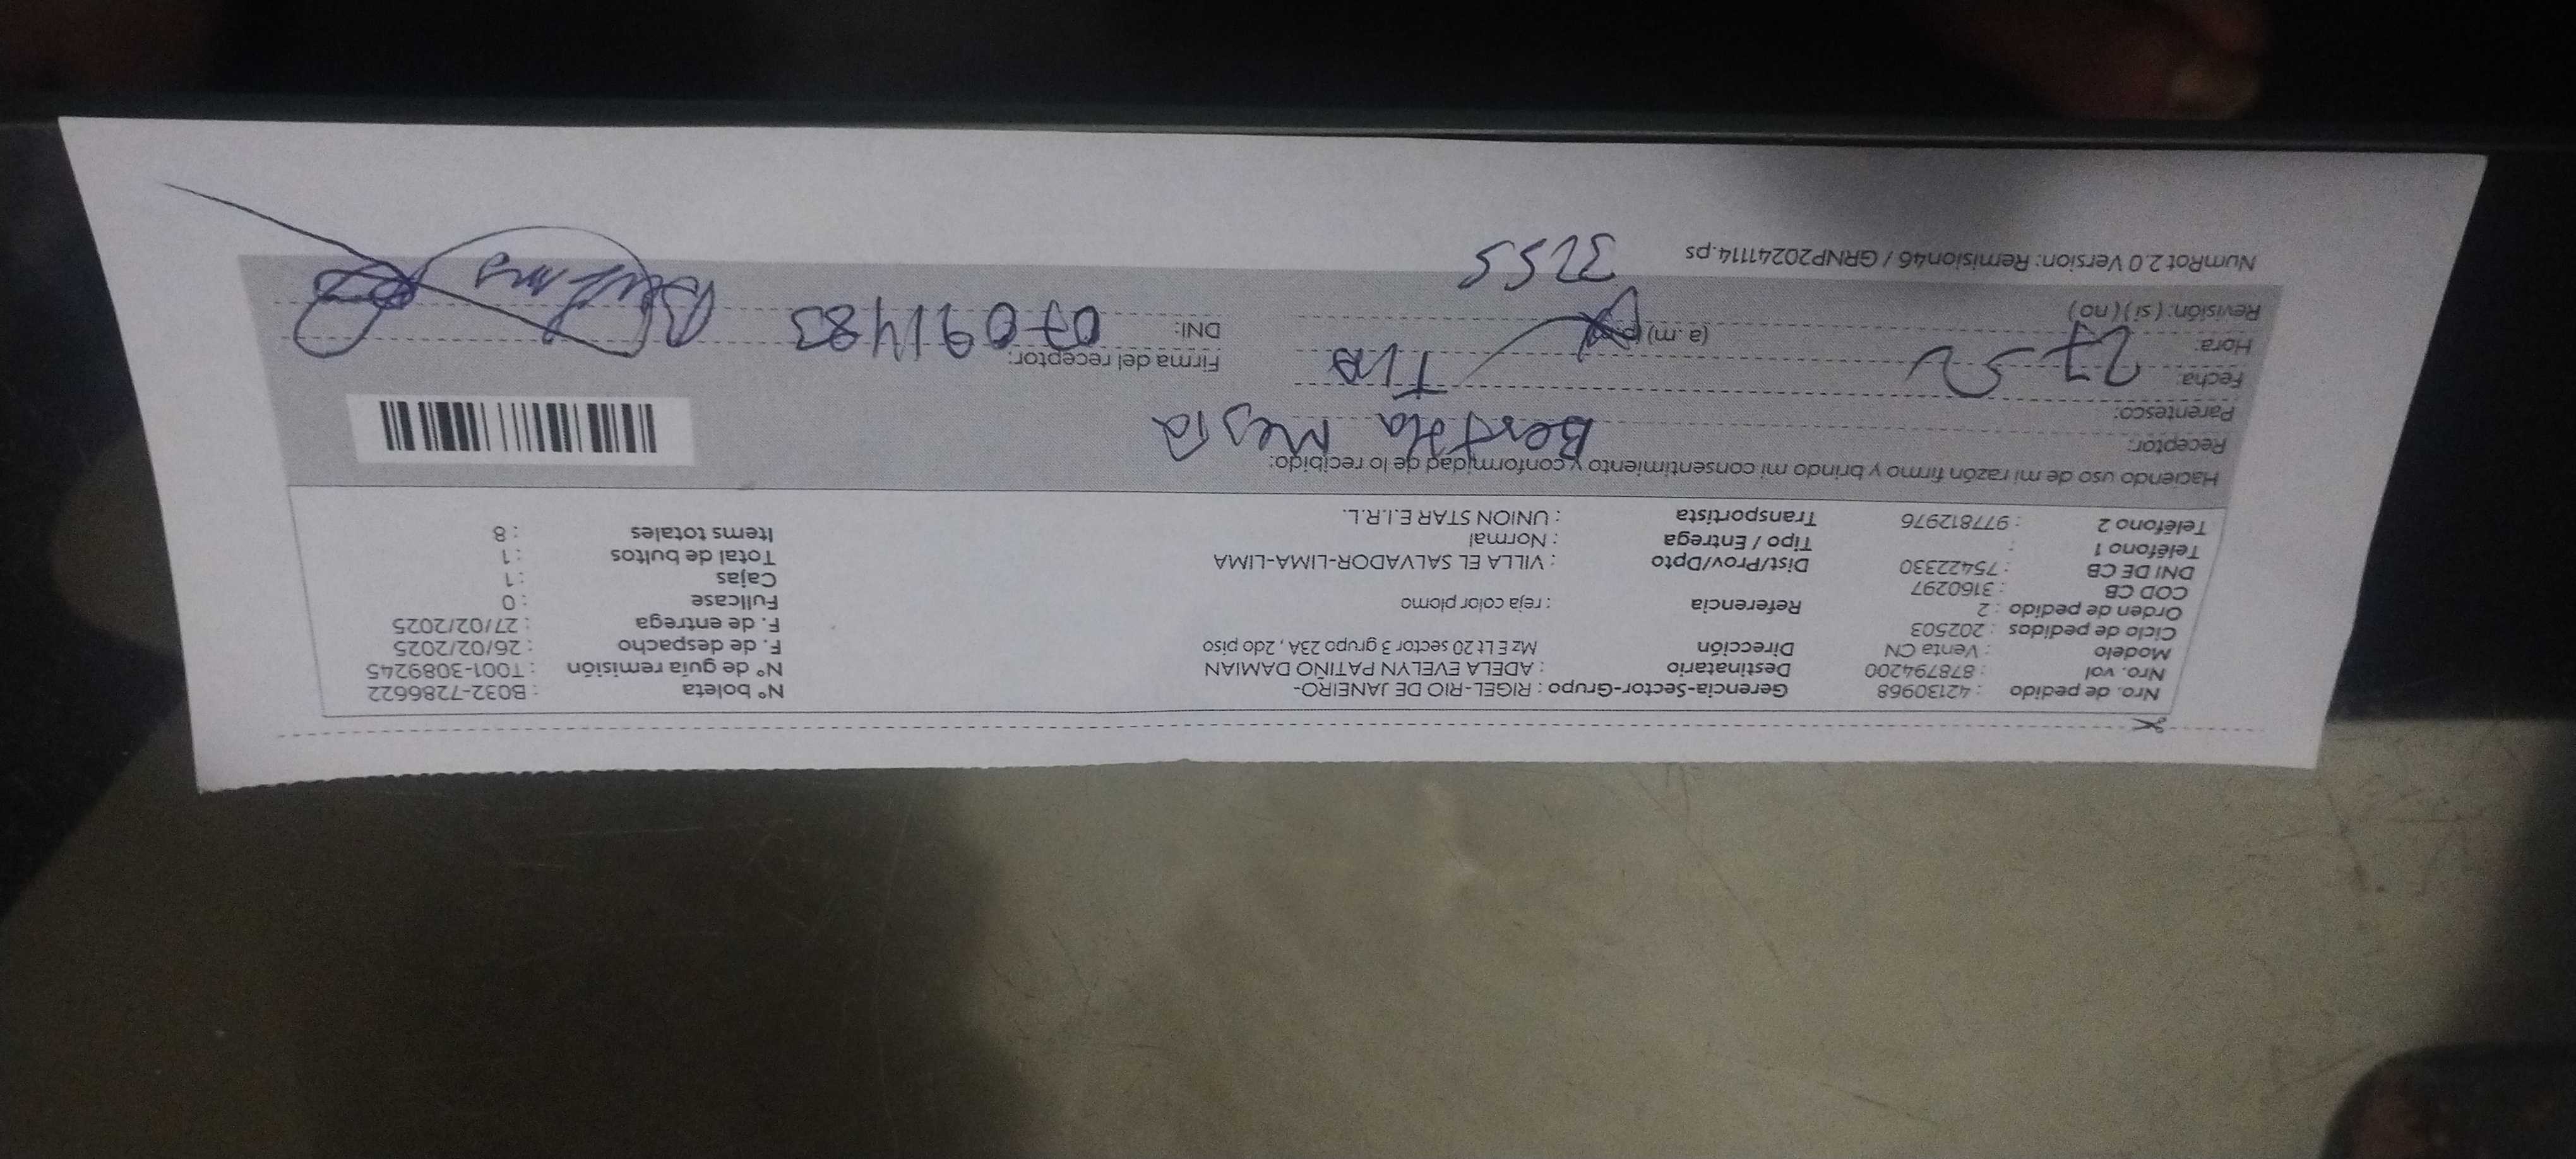 Nro. de pedido : 42130968 Gerencia-Sector-Grupo : RIGEL-RIO DE JANEIRO- N° boleta : B032-7286622
Nro. vol : 878794200 Destinatario : ADELA EVELYN PATIÑO DAMIAN N° de guía remisión : T001-3089245
Modelo : Venta CN Dirección Mz E Lt 20 sector 3 grupo 23A , 2do piso F. de despacho : 26/02/2025
Ciclo de pedidos : 202503 F. de entrega : 27/02/2025
Orden de pedido : 2 Referencia : reja color plomo Fullcase : 0
COD CB : 3160297 Cajas : 1
DNI DE CB : 75422330 Dist/Prov/Dpto : VILLA EL SALVADOR-LIMA-LIMA Total de bultos : 1
Teléfono 1 : Tipo / Entrega : Normal Items totales : 8
Teléfono 2 : 977812976 Transportista : UNION STAR E.I.R.L.
Haciendo uso de mi razón firmo y brindo mi consentimiento y conformidad de lo recibido:
Receptor: Bertha Mesia
Parentesco:
Fecha: 27-2 TIA
Firma del receptor:
Hora: (a.m)
DNI: 07091483
Revisión: (si) (no)
3255
NumRot 2.0 Version: Remision46 / GRNP20241114.ps